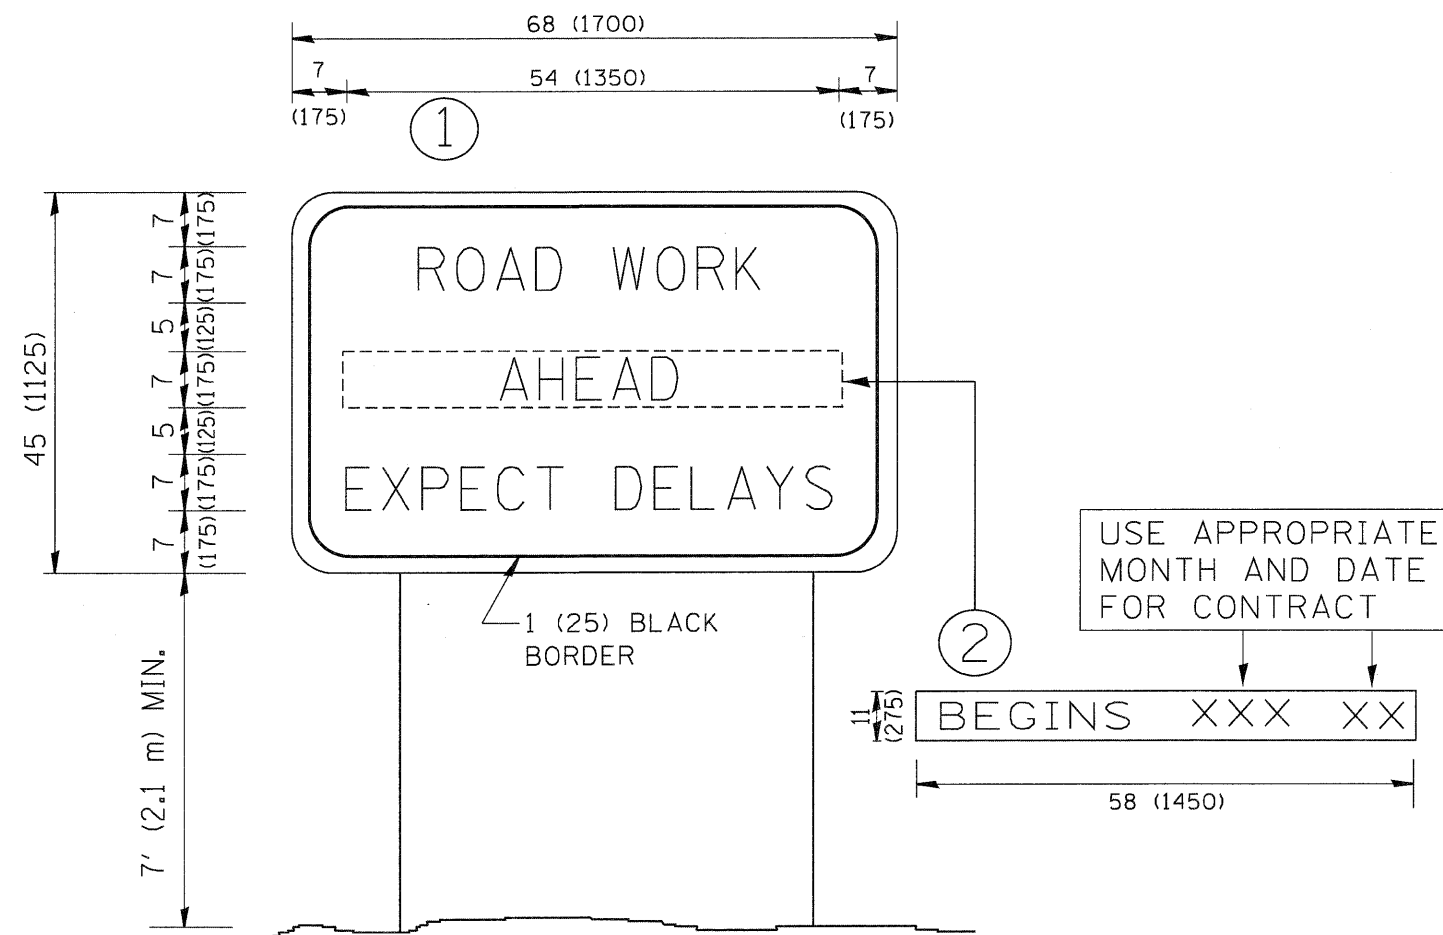 68 (1700)
7
54 (1350)
7
(175)
(175)
1
45 (1125)
7 (175)
7 (175)
5 (125)
7 (175)
5 (125)
7 (175)
7 (175)
ROAD WORK
AHEAD
EXPECT DELAYS
1 (25) BLACK
BORDER
7' (2.1 m) MIN.
USE APPROPRIATE
MONTH AND DATE
FOR CONTRACT
2
11
(275)
BEGINS XXX XX
58 (1450)